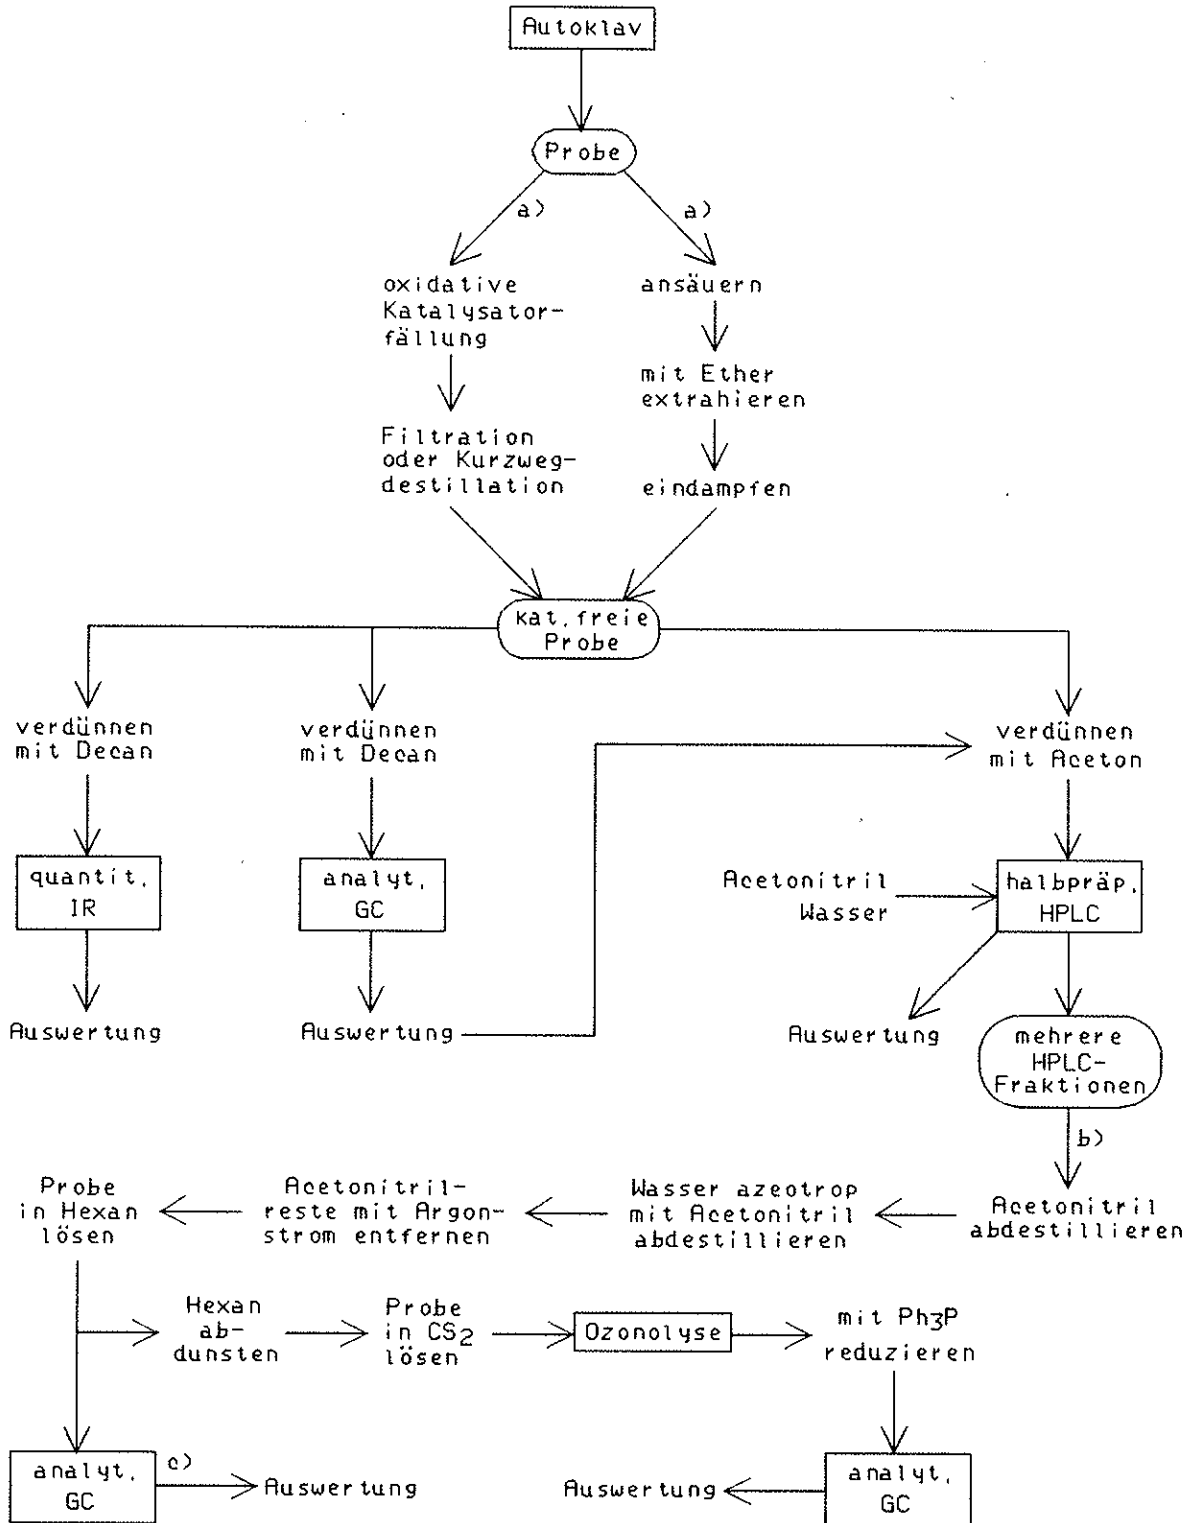 Autoklav
Probe
a)
a)
oxidative
Katalysator-
fällung
ansäuern
mit Ether
extrahieren
Filtration
oder Kurzweg-
destillation
eindampfen
kat. freie
Probe
verdünnen
mit Decan
verdünnen
mit Decan
verdünnen
mit Aceton
quantit.
IR
analyt.
GC
Acetonitril
Wasser
halbpräp.
HPLC
Auswertung
Auswertung
Auswertung
mehrere
HPLC-
Fraktionen
b)
Probe
in Hexan
lösen
Acetonitril-
reste mit Argon-
strom entfernen
Wasser azeotrop
mit Acetonitril
abdestillieren
Acetonitril
abdestillieren
Hexan
ab-
dunsten
Probe
in CS2
lösen
Ozonolyse
mit Ph3P
reduzieren
analyt.
GC
c)
Auswertung
Auswertung
analyt.
GC